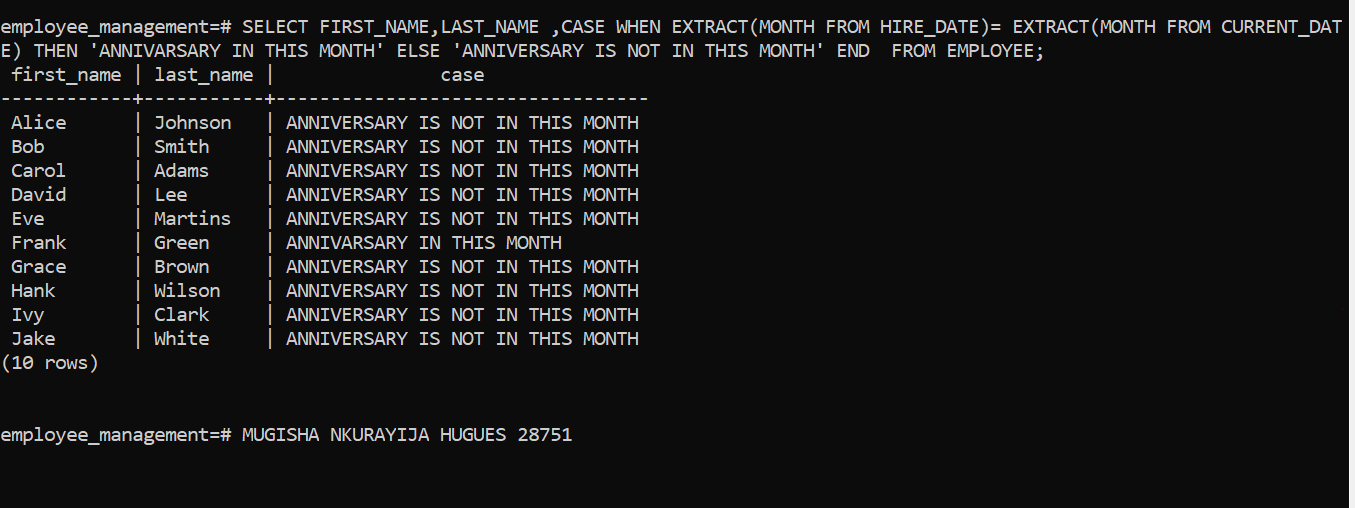 employee_management=# SELECT FIRST_NAME,LAST_NAME ,CASE WHEN EXTRACT(MONTH FROM HIRE_DATE)= EXTRACT(MONTH FROM CURRENT_DAT
E) THEN 'ANNIVARSARY IN THIS MONTH' ELSE 'ANNIVERSARY IS NOT IN THIS MONTH' END  FROM EMPLOYEE;
 first_name | last_name |               case
------------+-----------+----------------------------------
 Alice      | Johnson   | ANNIVERSARY IS NOT IN THIS MONTH
 Bob        | Smith     | ANNIVERSARY IS NOT IN THIS MONTH
 Carol      | Adams     | ANNIVERSARY IS NOT IN THIS MONTH
 David      | Lee       | ANNIVERSARY IS NOT IN THIS MONTH
 Eve        | Martins   | ANNIVERSARY IS NOT IN THIS MONTH
 Frank      | Green     | ANNIVARSARY IN THIS MONTH
 Grace      | Brown     | ANNIVERSARY IS NOT IN THIS MONTH
 Hank       | Wilson    | ANNIVERSARY IS NOT IN THIS MONTH
 Ivy        | Clark     | ANNIVERSARY IS NOT IN THIS MONTH
 Jake       | White     | ANNIVERSARY IS NOT IN THIS MONTH
(10 rows)
employee_management=# MUGISHA NKURAYIJA HUGUES 28751